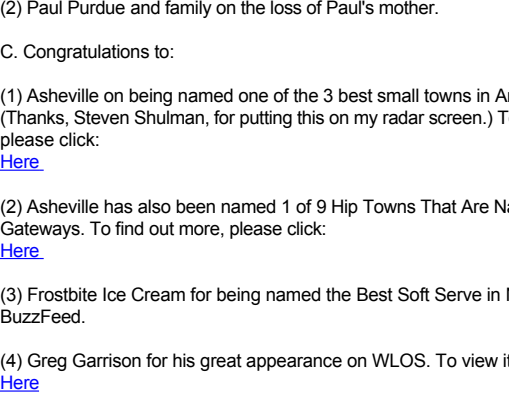 (2) Paul Purdue and family on the loss of Paul's mother.
C. Congratulations to:
(1) Asheville on being named one of the 3 best small towns in
(Thanks, Steven Shulman, for putting this on my radar screen.)
please click:
Here
(2) Asheville has also been named 1 of 9 Hip Towns That Are
Gateways. To find out more, please click:
Here
(3) Frostbite Ice Cream for being named the Best Soft Serve in
BuzzFeed.
(4) Greg Garrison for his great appearance on WLOS. To view it
Here